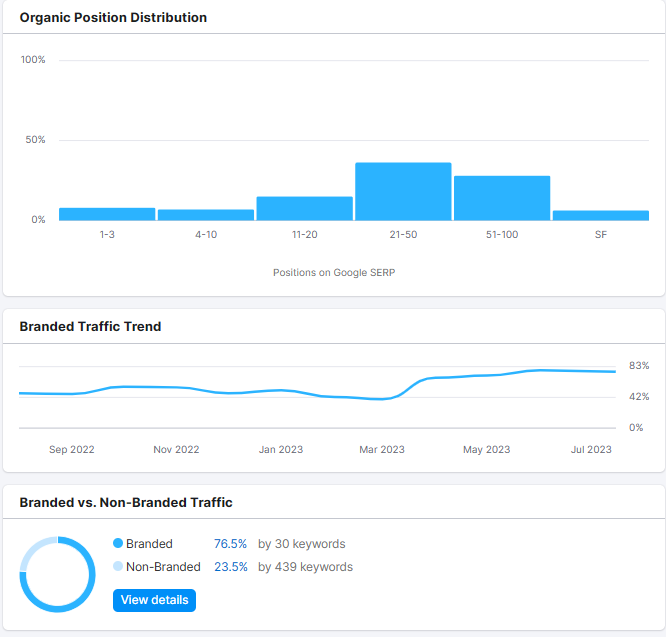 Organic Position Distribution
100%
50%
0%
1-3 4-10 11-20 21-50 51-100 SF
Positions on Google SERP
Branded Traffic Trend
83%
42%
0%
Sep 2022 Nov 2022 Jan 2023 Mar 2023 May 2023 Jul 2023
Branded vs. Non-Branded Traffic
Branded 76.5% by 30 keywords
Non-Branded 23.5% by 439 keywords
View details